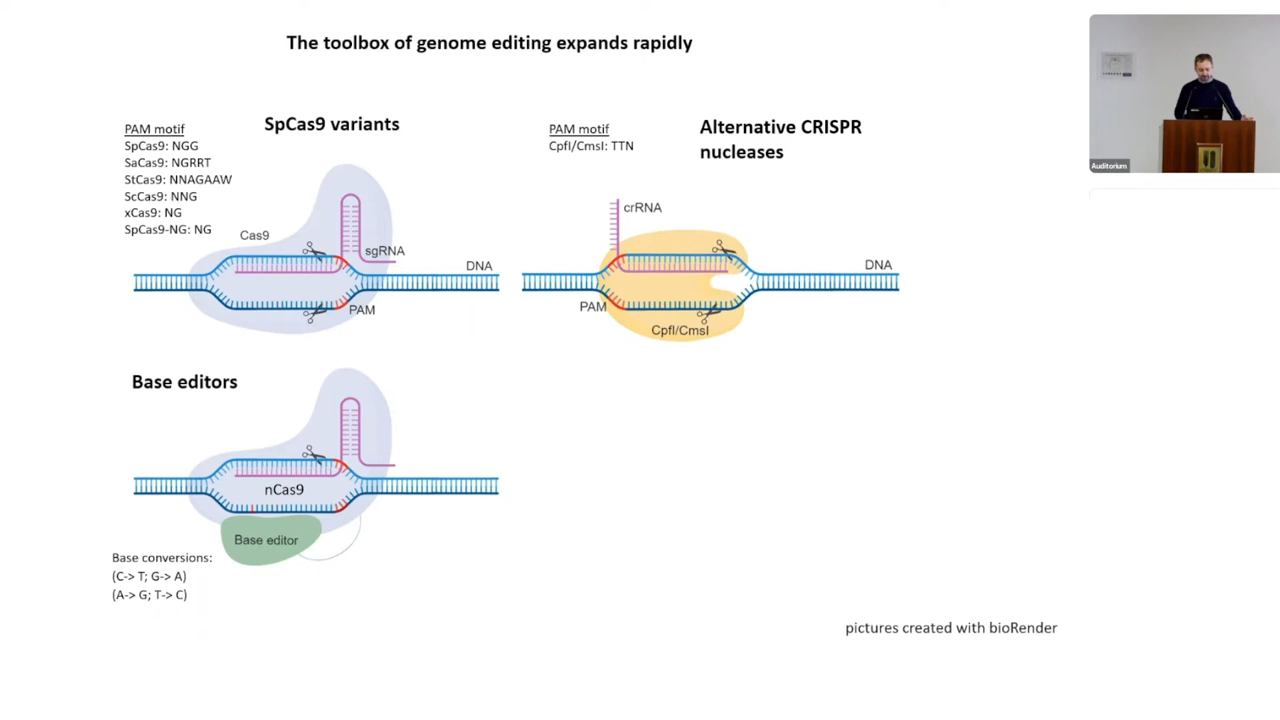 The toolbox of genome editing expands rapidly
PAM motif
SpCas9: NGG
SaCas9: NGRRT
StCas9: NNAGAAW
ScCas9: NNG
xCas9: NG
SpCas9-NG: NG
SpCas9 variants
Cas9
sgRNA
DNA
PAM
PAM motif
CpfI/CmsI: TTN
Alternative CRISPR
nucleases
crRNA
DNA
PAM
CpfI/CmsI
Base editors
nCas9
Base editor
Base conversions:
(C-> T; G-> A)
(A-> G; T-> C)
pictures created with bioRender
Auditorium